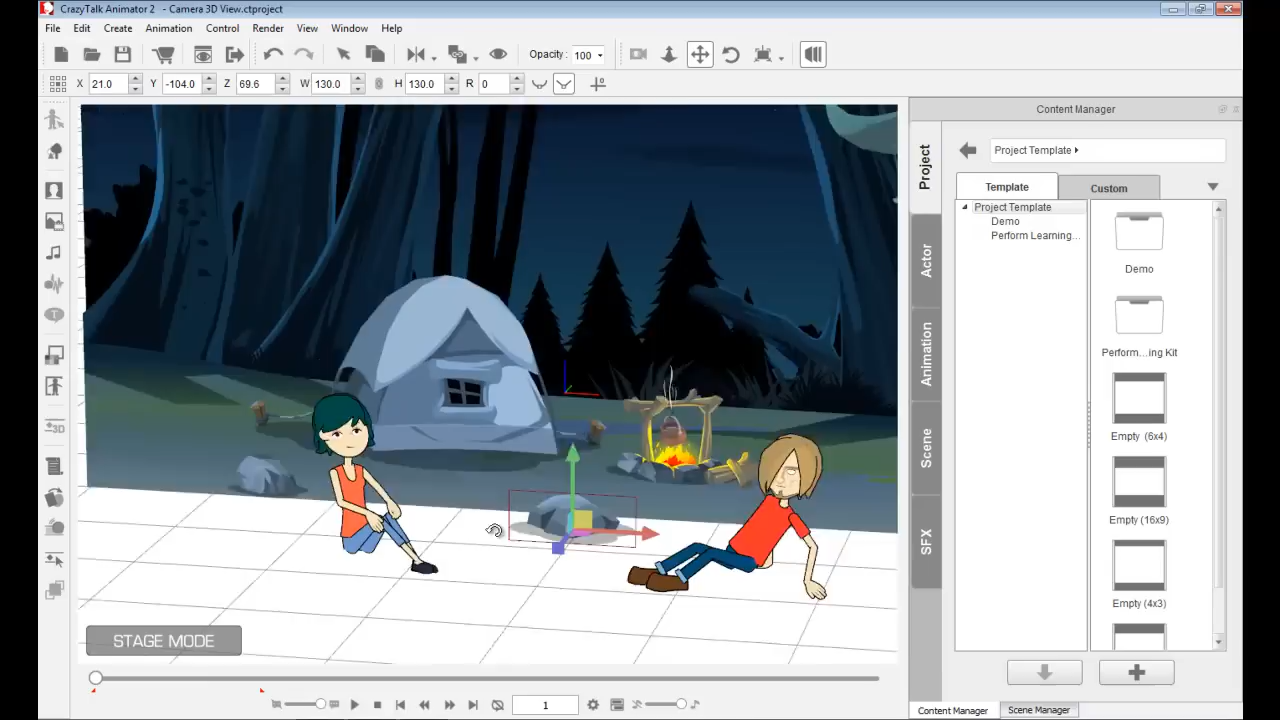 CrazyTalk Animator 2 - Camera 3D View.ctproject
File Edit Create Animation Control Render View Window Help
Opacity: 100
X 21.0 Y -104.0 Z 69.6 W 130.0 H 130.0 R 0
Content Manager
Project Template
Template Custom
Project Template
Demo
Perform Learning...
Demo
Perform...ing Kit
Empty (6x4)
Empty (16x9)
Empty (4x3)
Project
Actor
Animation
Scene
SFX
+3D
STAGE MODE
1
Content Manager Scene Manager